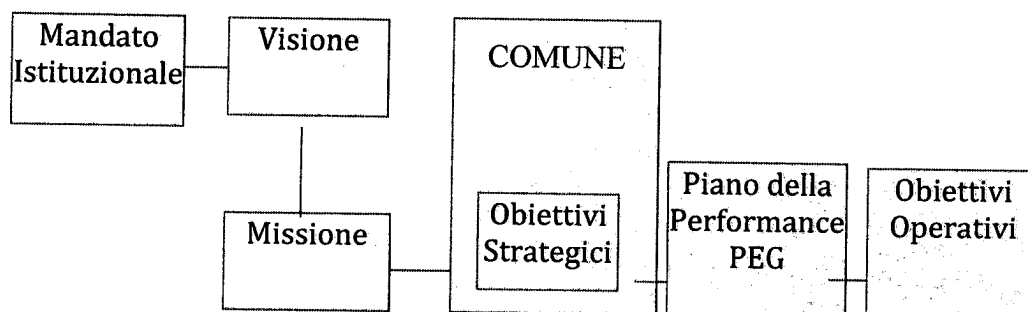 Mandato
Istituzionale
Visione
Missione
COMUNE
Obiettivi
Strategici
Piano della
Performance
PEG
Obiettivi
Operativi